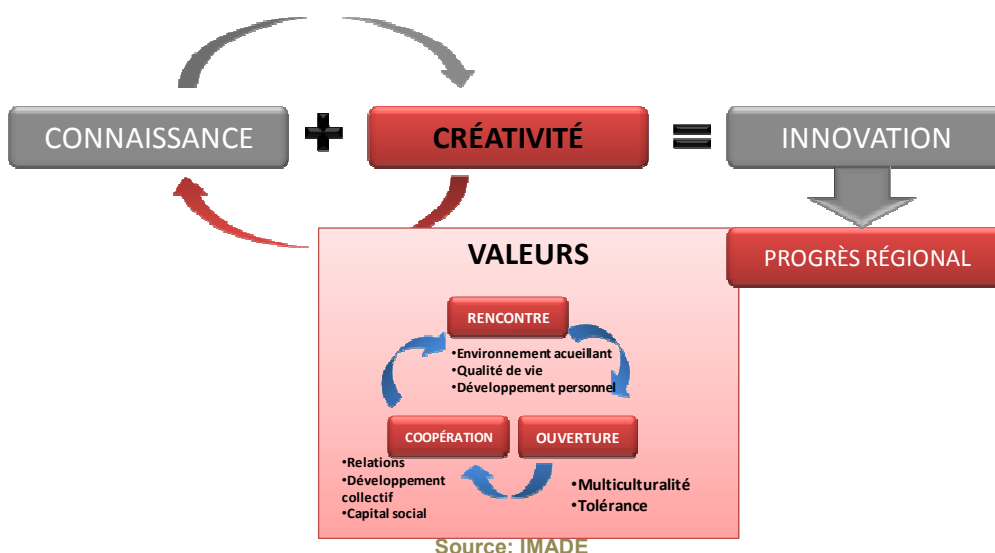 CONNAISSANCE
+
CRÉATIVITÉ
=
INNOVATION
PROGRÈS RÉGIONAL
VALEURS
RENCONTRE
•Environnement acueillant
•Qualité de vie
•Développement personnel
COOPÉRATION
OUVERTURE
•Relations
•Développement
collectif
•Capital social
•Multiculturalité
•Tolérance
Source: IMADE